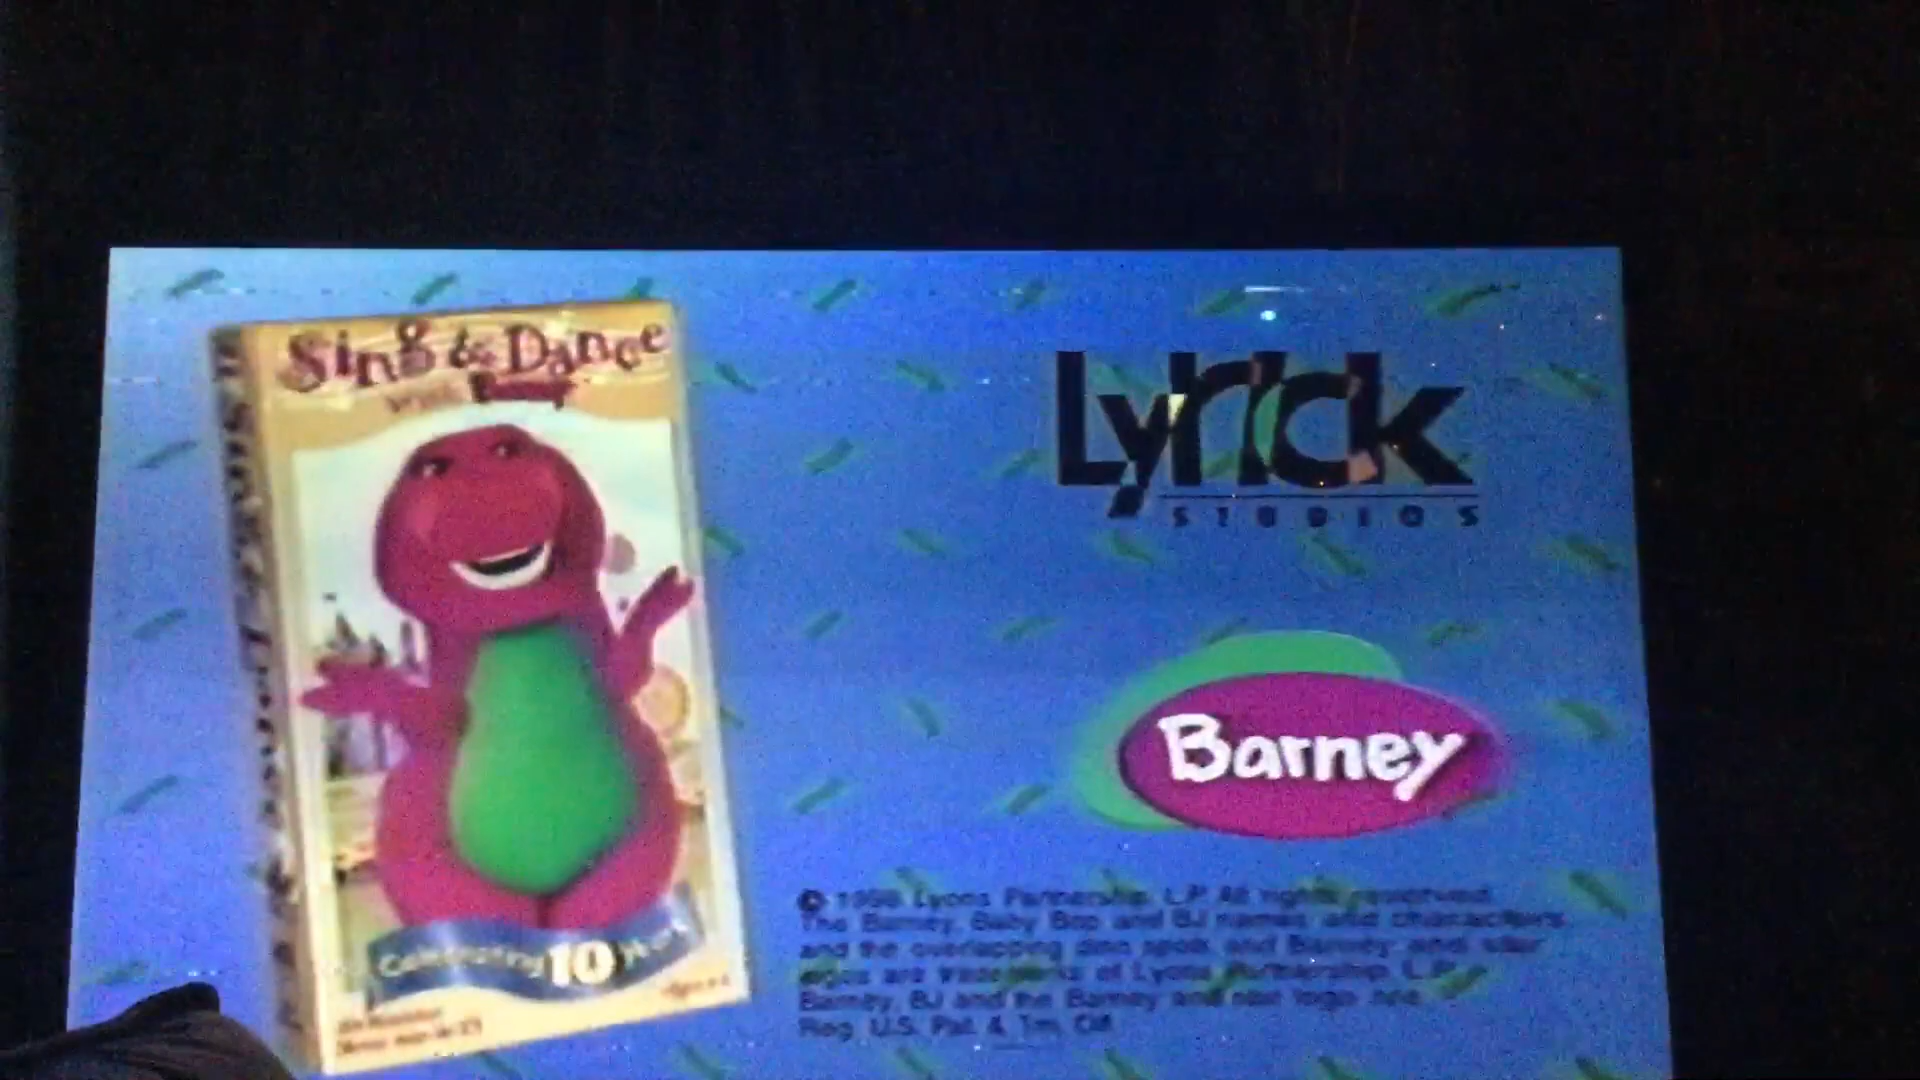 Sing & Dance
with Barney
Celebrating 10 Years
Lyrick
STUDIOS
Barney
Lyons Partnership, L.P. All rights reserved.
The Barney, Baby Bop and BJ names and characters
and the overlapping dino spots and Barney and star
logos are trademarks of Lyons Partnership, L.P.
Barney, BJ and the Barney and star logo are
Reg. U.S. Pat. & Tm. Off.